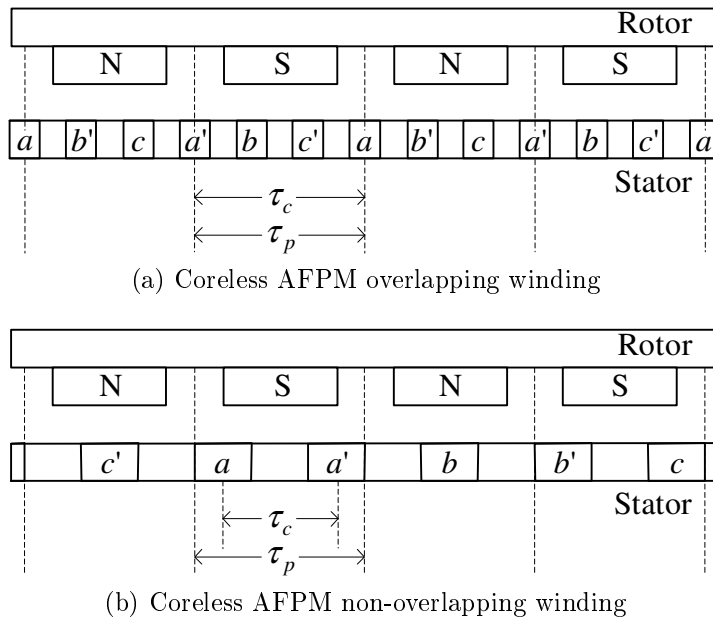 Rotor
N S N S
a b' c a' b c' a b' c a' b c' a
Stator
τc
τp
(a) Coreless AFPM overlapping winding
Rotor
N S N S
c' a a' b b' c
Stator
τc
τp
(b) Coreless AFPM non-overlapping winding